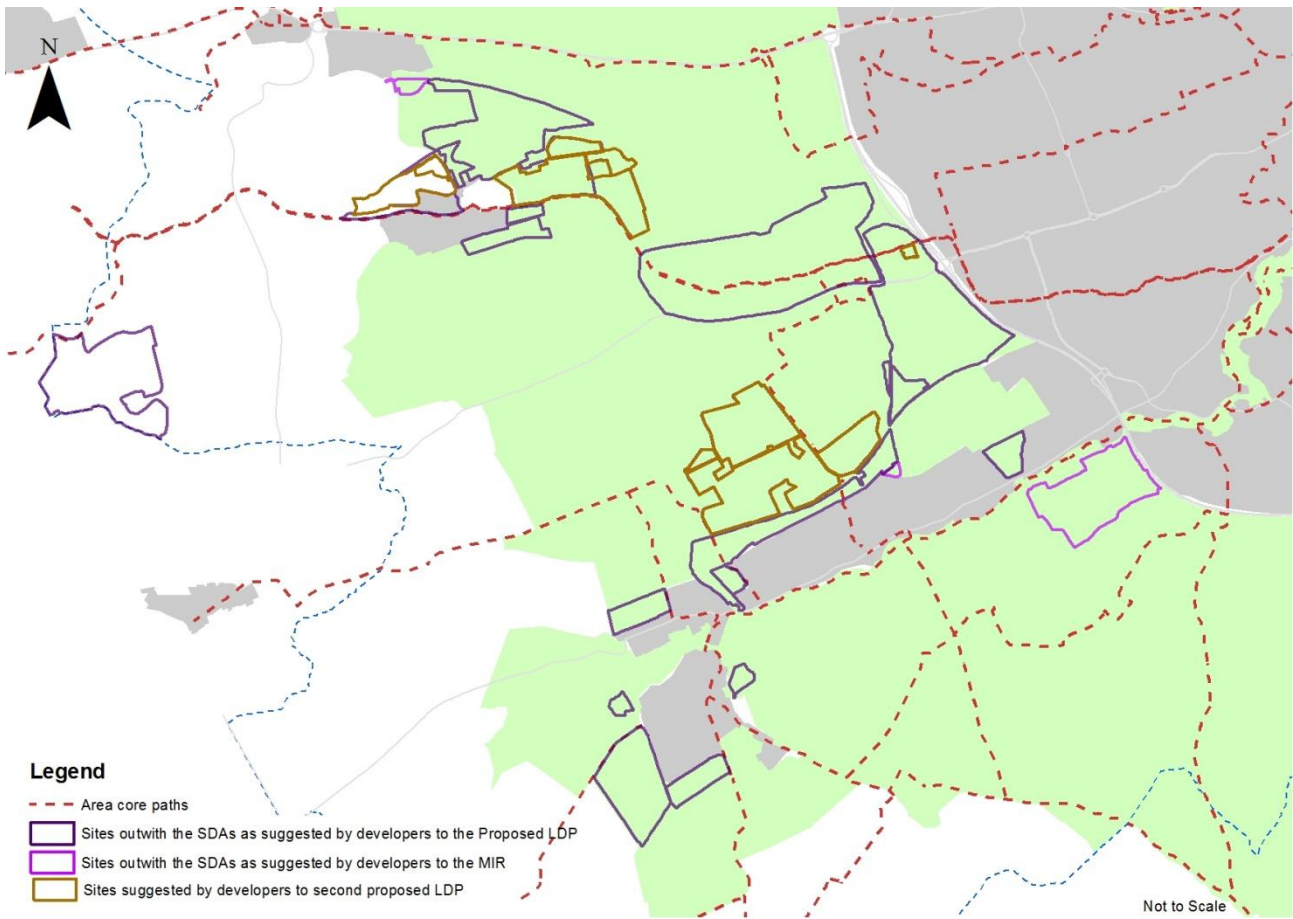 N
Legend
Area core paths
Sites outwith the SDAs as suggested by developers to the Proposed LDP
Sites outwith the SDAs as suggested by developers to the MIR
Sites suggested by developers to second proposed LDP
Not to Scale